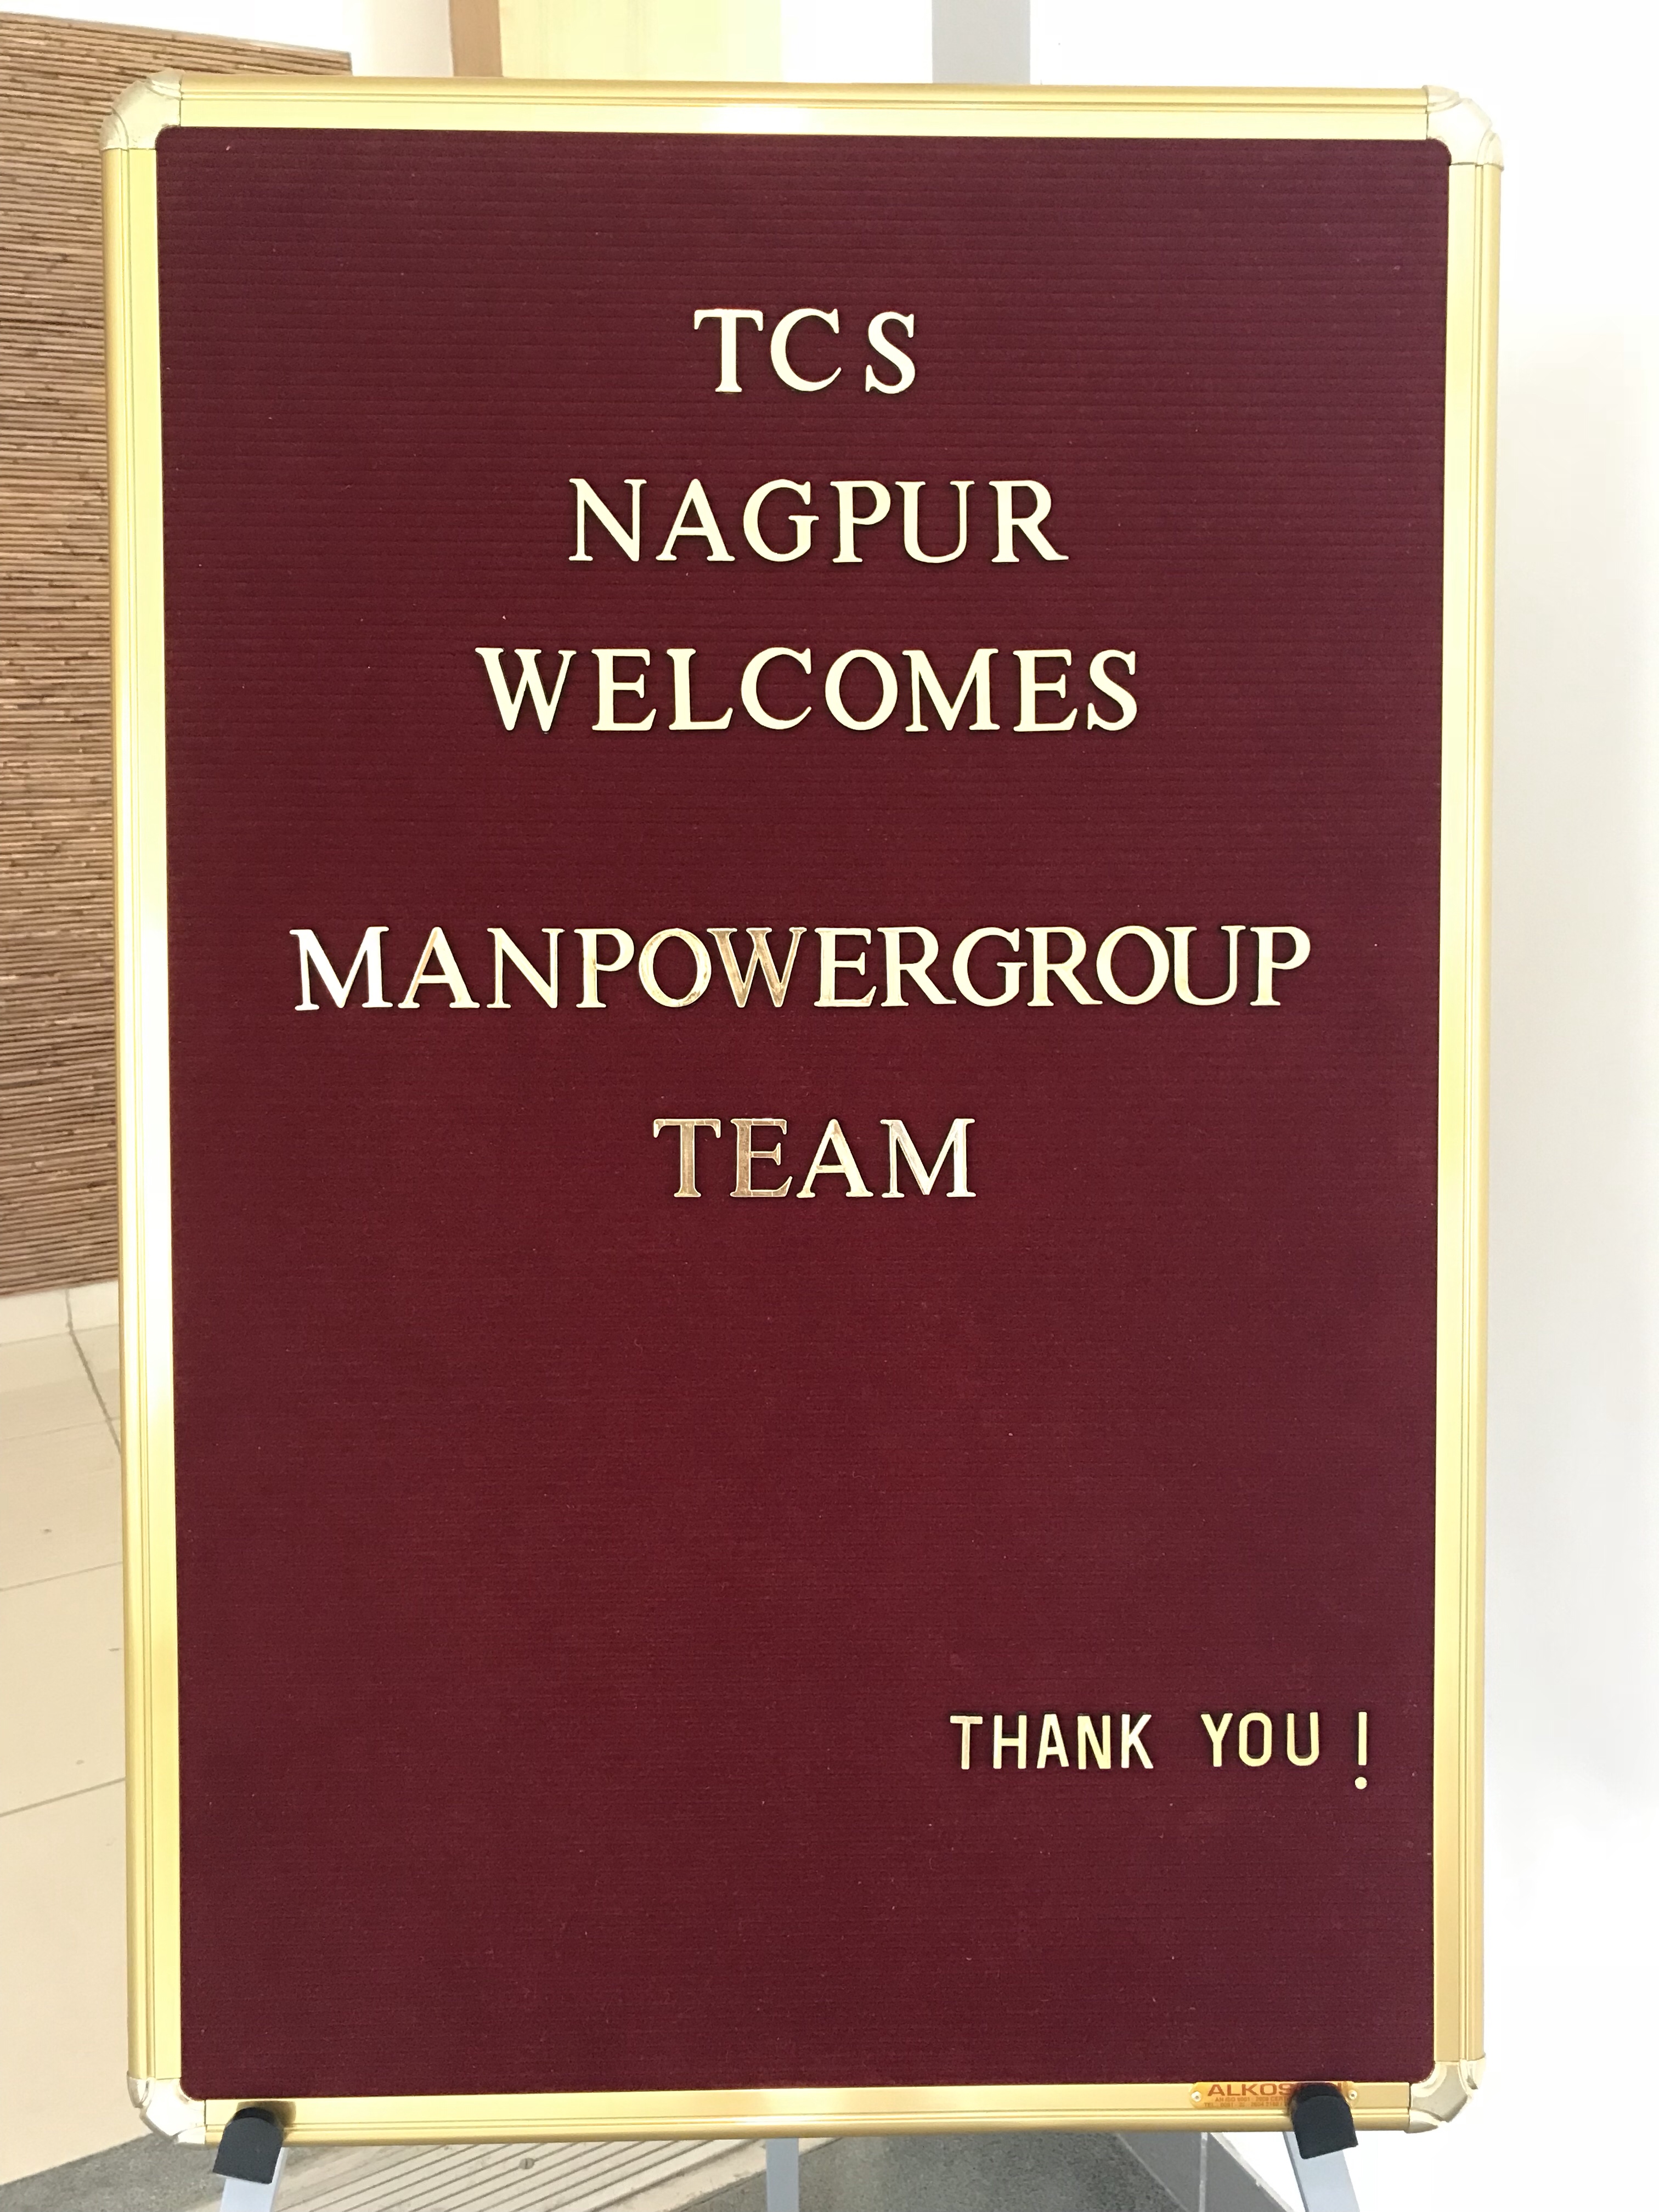 TCS
NAGPUR
WELCOMES
MANPOWERGROUP
TEAM
THANK YOU!